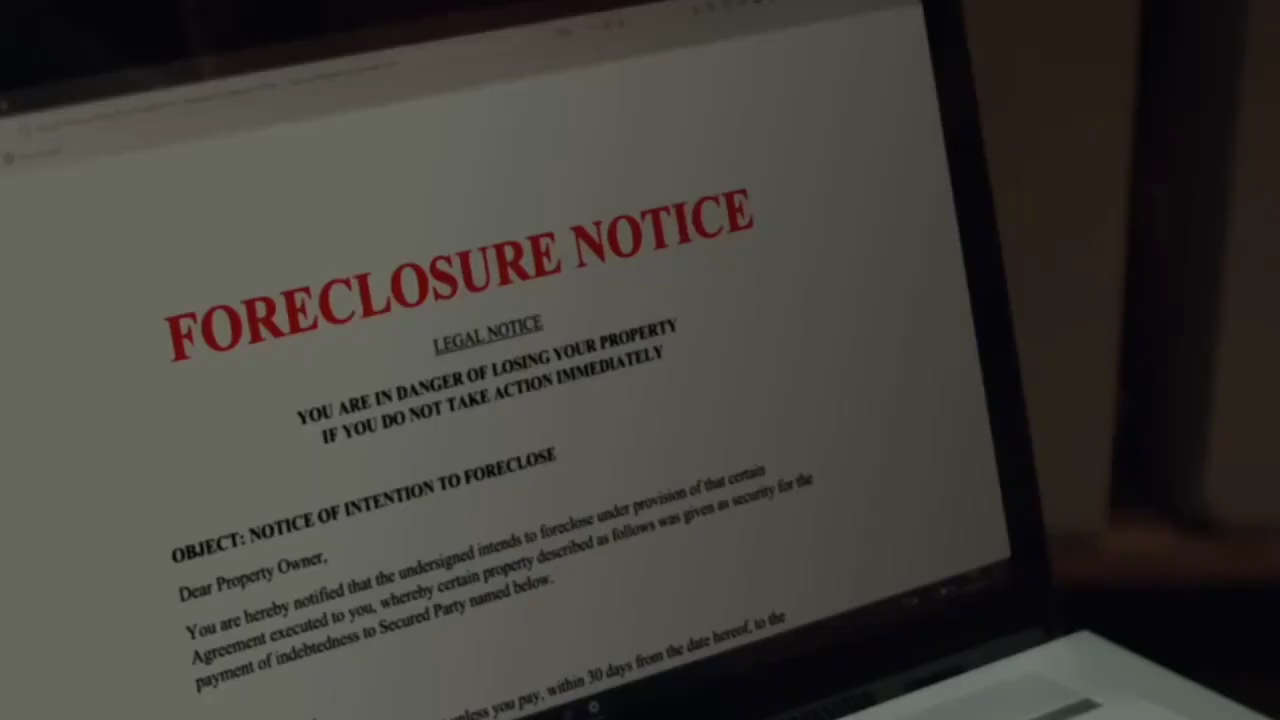 FORECLOSURE NOTICE
LEGAL NOTICE
YOU ARE IN DANGER OF LOSING YOUR PROPERTY
IF YOU DO NOT TAKE ACTION IMMEDIATELY
OBJECT: NOTICE OF INTENTION TO FORECLOSE
Dear Property Owner,
You are hereby notified that the undersigned intends to foreclose under provision of that certain
Agreement executed to you, whereby certain property described as follows was given as security for the
payment of indebtedness to Secured Party named below.
you pay, within 30 days from the date hereof, to the